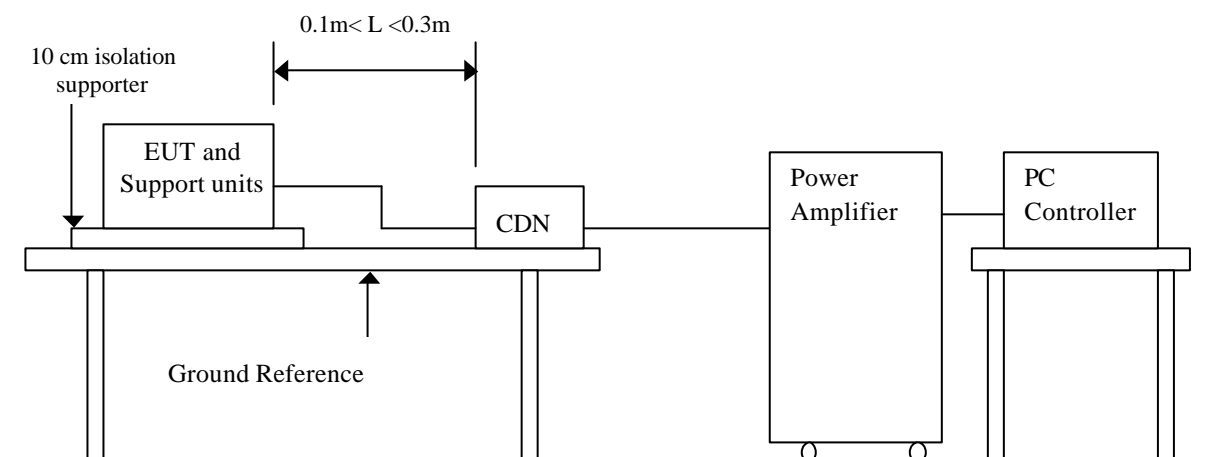 0.1m< L <0.3m
10 cm isolation
supporter
EUT and
Support units
CDN
Power
Amplifier
PC
Controller
Ground Reference